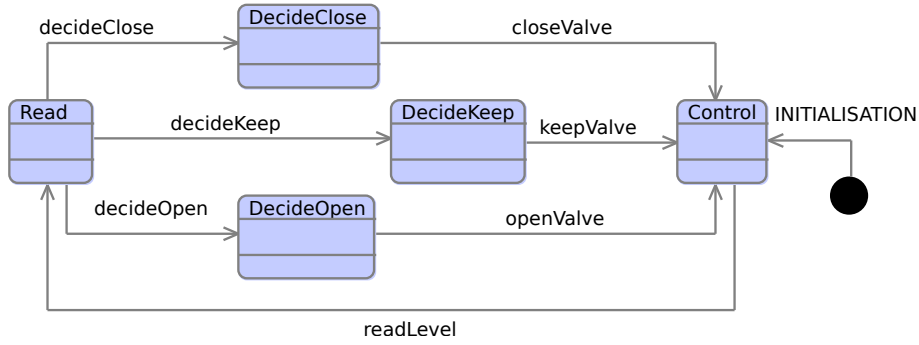 DecideClose
decideClose
closeValve
Read
DecideKeep
Control
INITIALISATION
decideKeep
keepValve
decideOpen
DecideOpen
openValve
readLevel